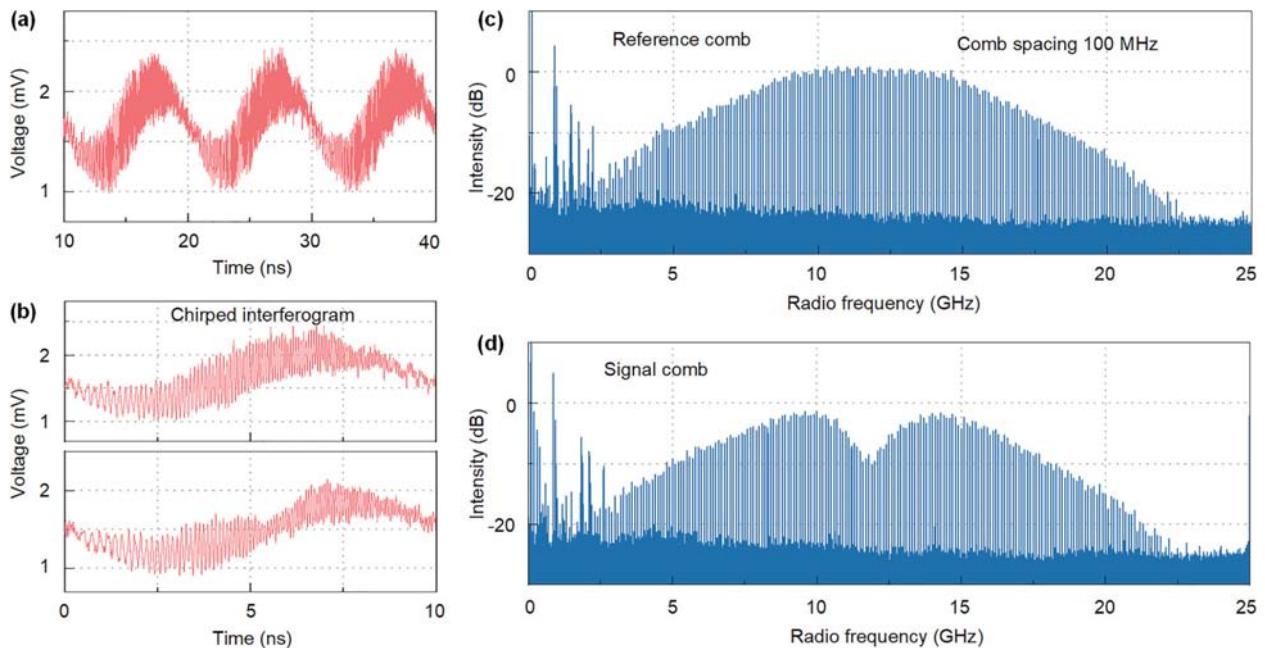 (a)
Voltage (mV)
2
1
10 20 30 40
Time (ns)
(b)
Chirped interferogram
2
1
Voltage (mV)
2
1
0 5 10
Time (ns)
(c)
Reference comb Comb spacing 100 MHz
Intensity (dB)
0
-20
0 5 10 15 20 25
Radio frequency (GHz)
(d)
Signal comb
Intensity (dB)
0
-20
0 5 10 15 20 25
Radio frequency (GHz)